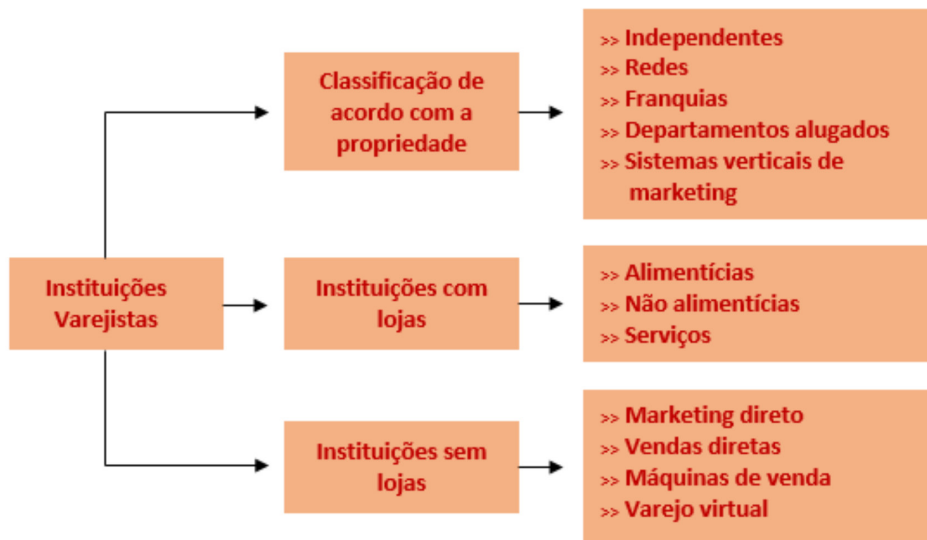 Instituições
Varejistas
Classificação de
acordo com a
propriedade
>> Independentes
>> Redes
>> Franquias
>> Departamentos alugados
>> Sistemas verticais de
marketing
Instituições com
lojas
>> Alimentícias
>> Não alimentícias
>> Serviços
Instituições sem
lojas
>> Marketing direto
>> Vendas diretas
>> Máquinas de venda
>> Varejo virtual